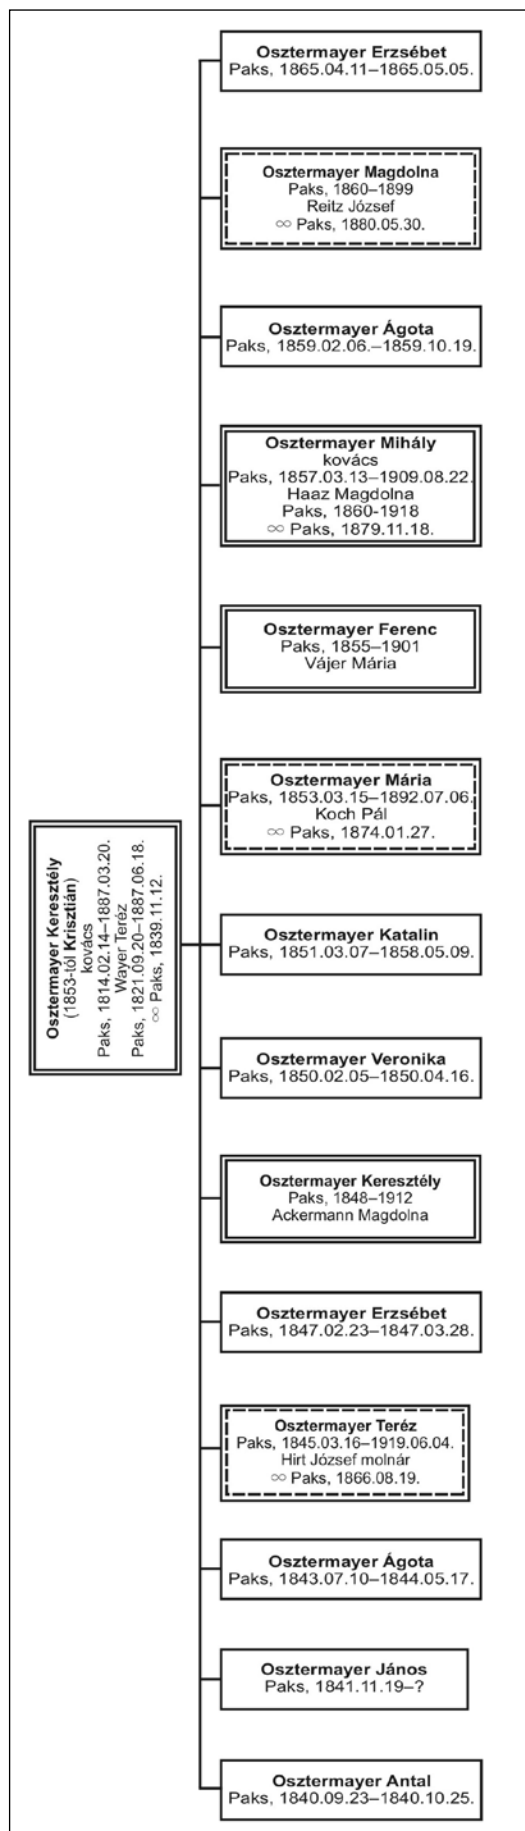 Osztermayer Erzsébet
Paks, 1865.04.11–1865.05.05.
Osztermayer Magdolna
Paks, 1860–1899
Reitz József
∞ Paks, 1880.05.30.
Osztermayer Ágota
Paks, 1859.02.06.–1859.10.19.
Osztermayer Mihály
kovács
Paks, 1857.03.13–1909.08.22.
Haaz Magdolna
Paks, 1860-1918
∞ Paks, 1879.11.18.
Osztermayer Ferenc
Paks, 1855–1901
Vájer Mária
Osztermayer Mária
Paks, 1853.03.15–1892.07.06.
Koch Pál
∞ Paks, 1874.01.27.
Osztermayer Keresztély
(1853-tól Krisztián)
kovács
Paks, 1814.02.14–1887.03.20.
Wayer Teréz
Paks, 1821.09.20–1887.06.18.
∞ Paks, 1839.11.12.
Osztermayer Katalin
Paks, 1851.03.07–1858.05.09.
Osztermayer Veronika
Paks, 1850.02.05–1850.04.16.
Osztermayer Keresztély
Paks, 1848–1912
Ackermann Magdolna
Osztermayer Erzsébet
Paks, 1847.02.23–1847.03.28.
Osztermayer Teréz
Paks, 1845.03.16–1919.06.04.
Hirt József molnár
∞ Paks, 1866.08.19.
Osztermayer Ágota
Paks, 1843.07.10–1844.05.17.
Osztermayer János
Paks, 1841.11.19–?
Osztermayer Antal
Paks, 1840.09.23–1840.10.25.